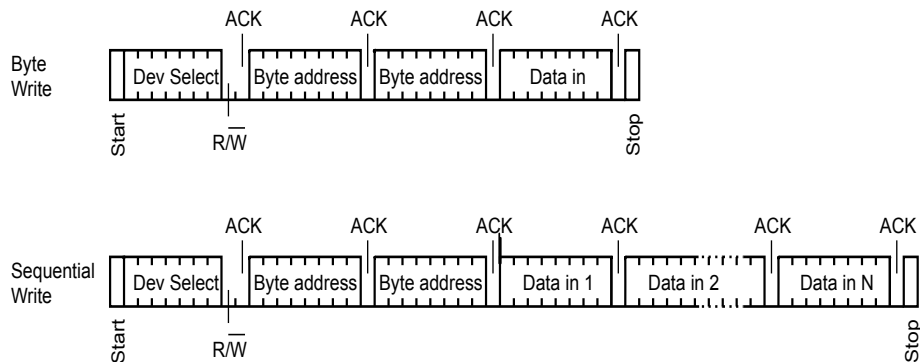 ACK ACK ACK ACK
Byte Write
Dev Select Byte address Byte address Data in
Start
R/W̅
Stop
ACK ACK ACK ACK ACK ACK
Sequential Write
Dev Select Byte address Byte address Data in 1 Data in 2 Data in N
Start
R/W̅
Stop